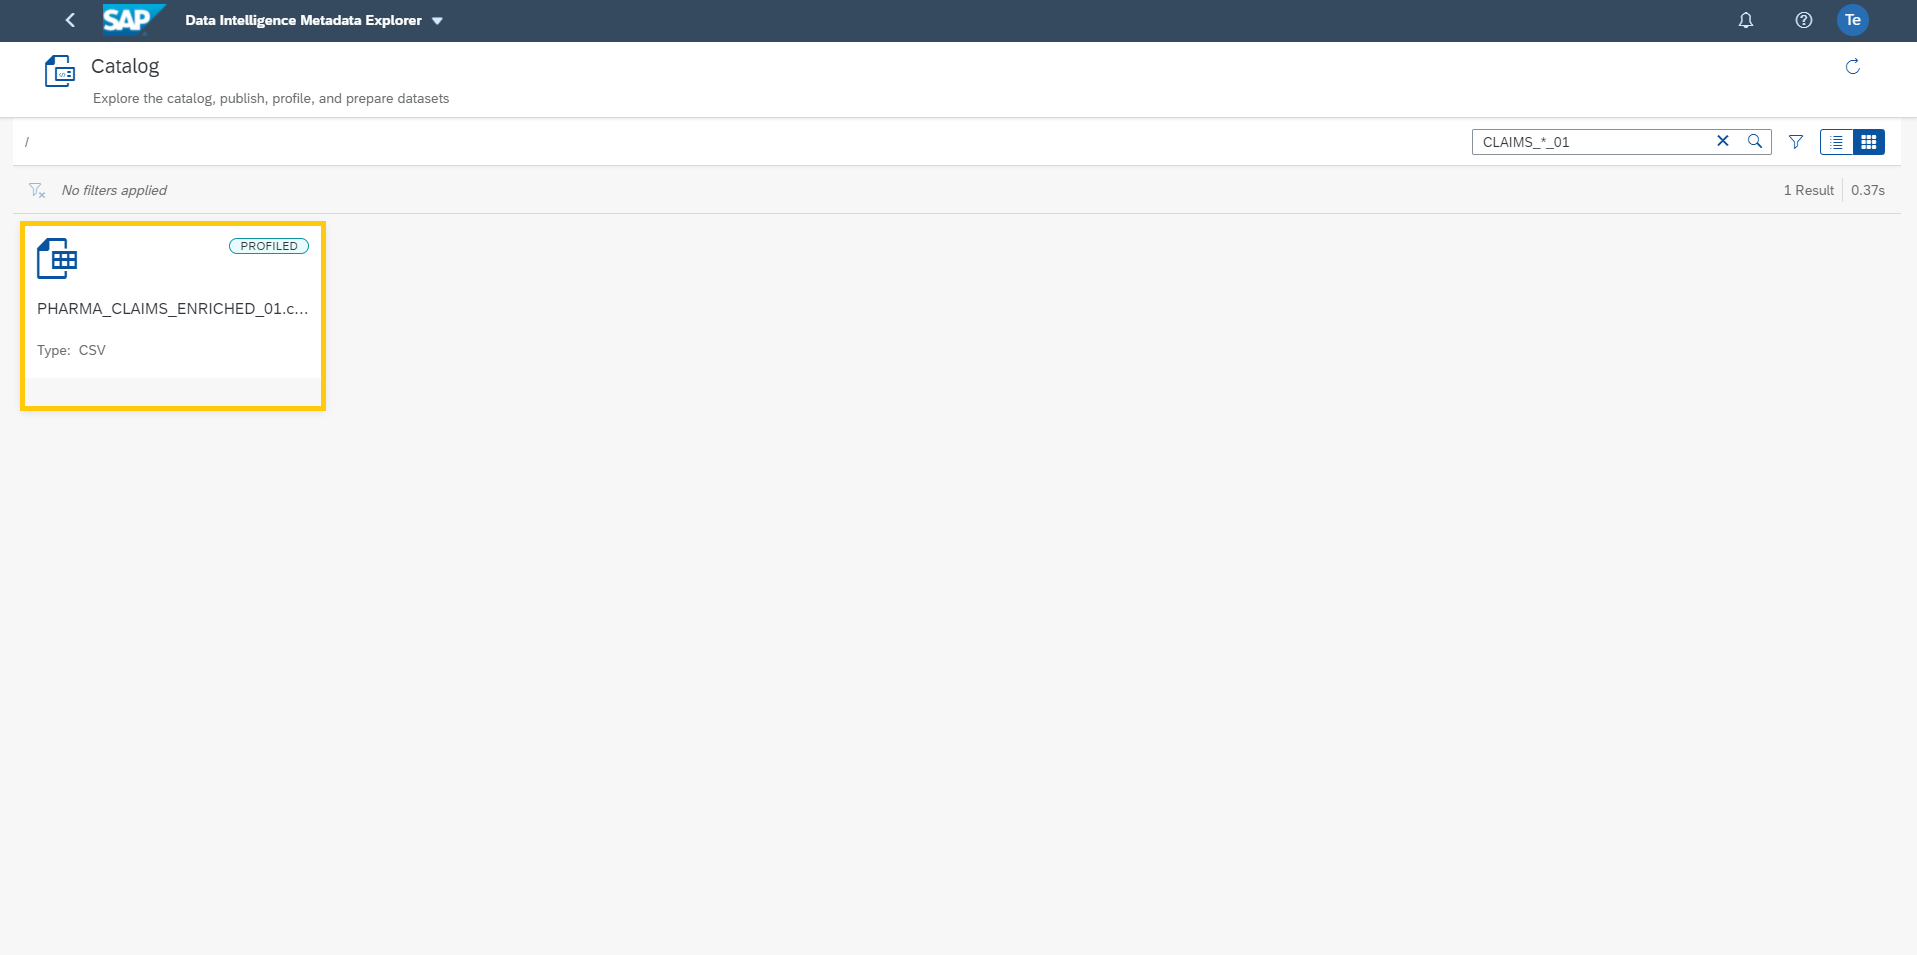 SAP Data Intelligence Metadata Explorer
Te
Catalog
Explore the catalog, publish, profile, and prepare datasets
/
CLAIMS_*_01
No filters applied
1 Result
0.37s
PROFILED
PHARMA_CLAIMS_ENRICHED_01.c...
Type: CSV